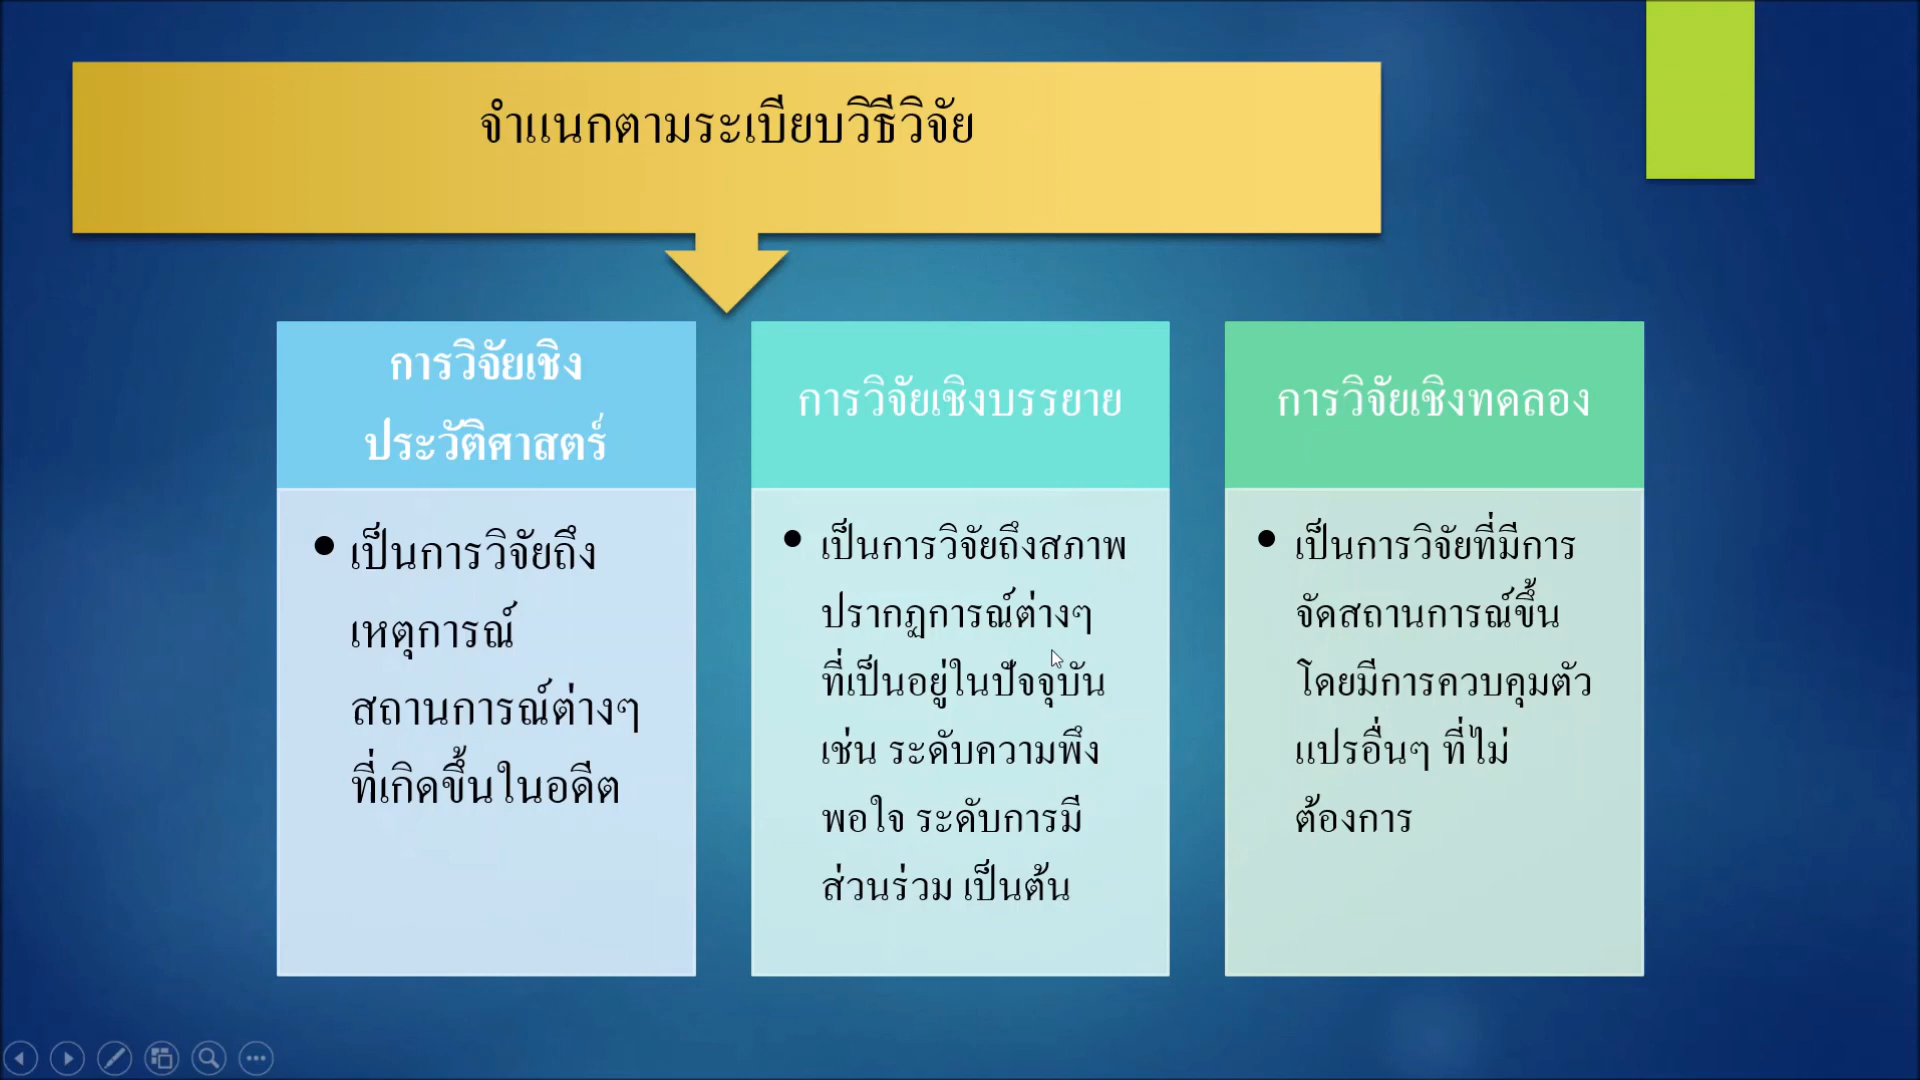 จำแนกตามระเบียบวิธีวิจัย
การวิจัยเชิง
ประวัติศาสตร์
• เป็นการวิจัยถึง
เหตุการณ์
สถานการณ์ต่างๆ
ที่เกิดขึ้นในอดีต
การวิจัยเชิงบรรยาย
• เป็นการวิจัยถึงสภาพ
ปรากฏการณ์ต่างๆ
ที่เป็นอยู่ในปัจจุบัน
เช่น ระดับความพึง
พอใจ ระดับการมี
ส่วนร่วม เป็นต้น
การวิจัยเชิงทดลอง
• เป็นการวิจัยที่มีการ
จัดสถานการณ์ขึ้น
โดยมีการควบคุมตัว
แปรอื่นๆ ที่ไม่
ต้องการ